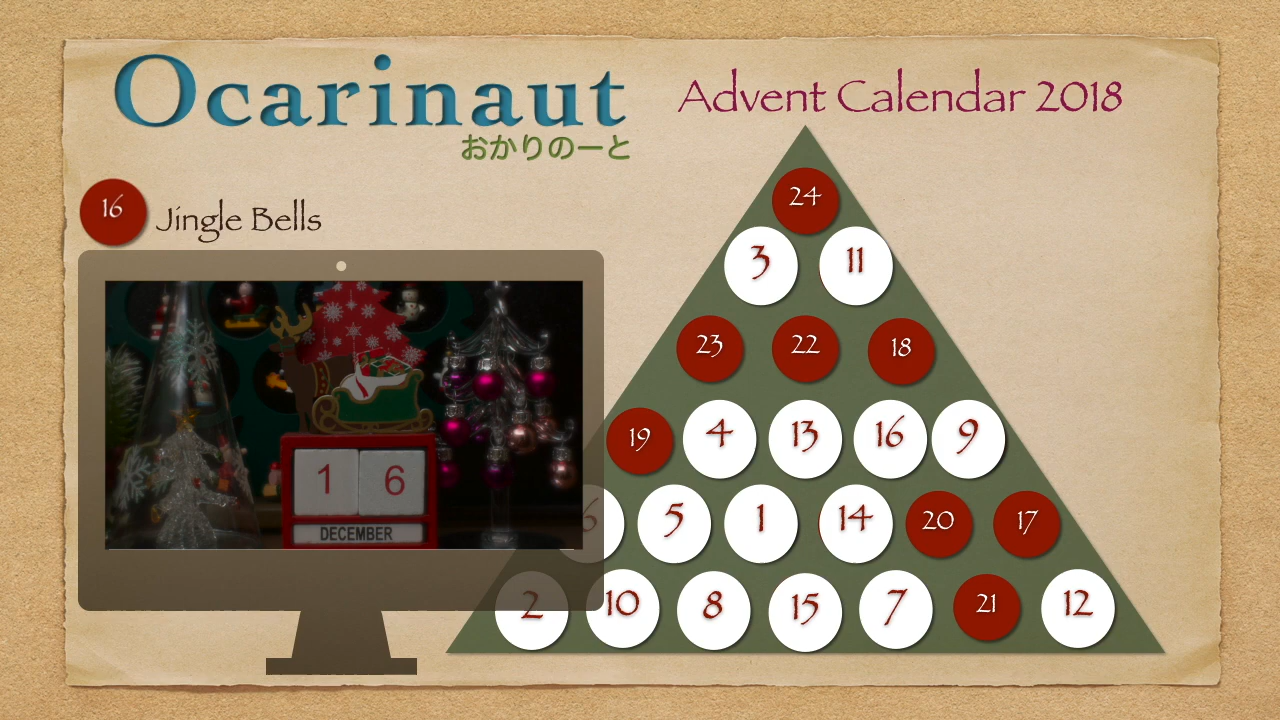 Ocarinaut
おかりのーと
Advent Calendar 2018
16 Jingle Bells
24
3 11
23 22 18
19 4 13 16 9
6 5 1 14 20 17
2 10 8 15 7 21 12
1 6
DECEMBER